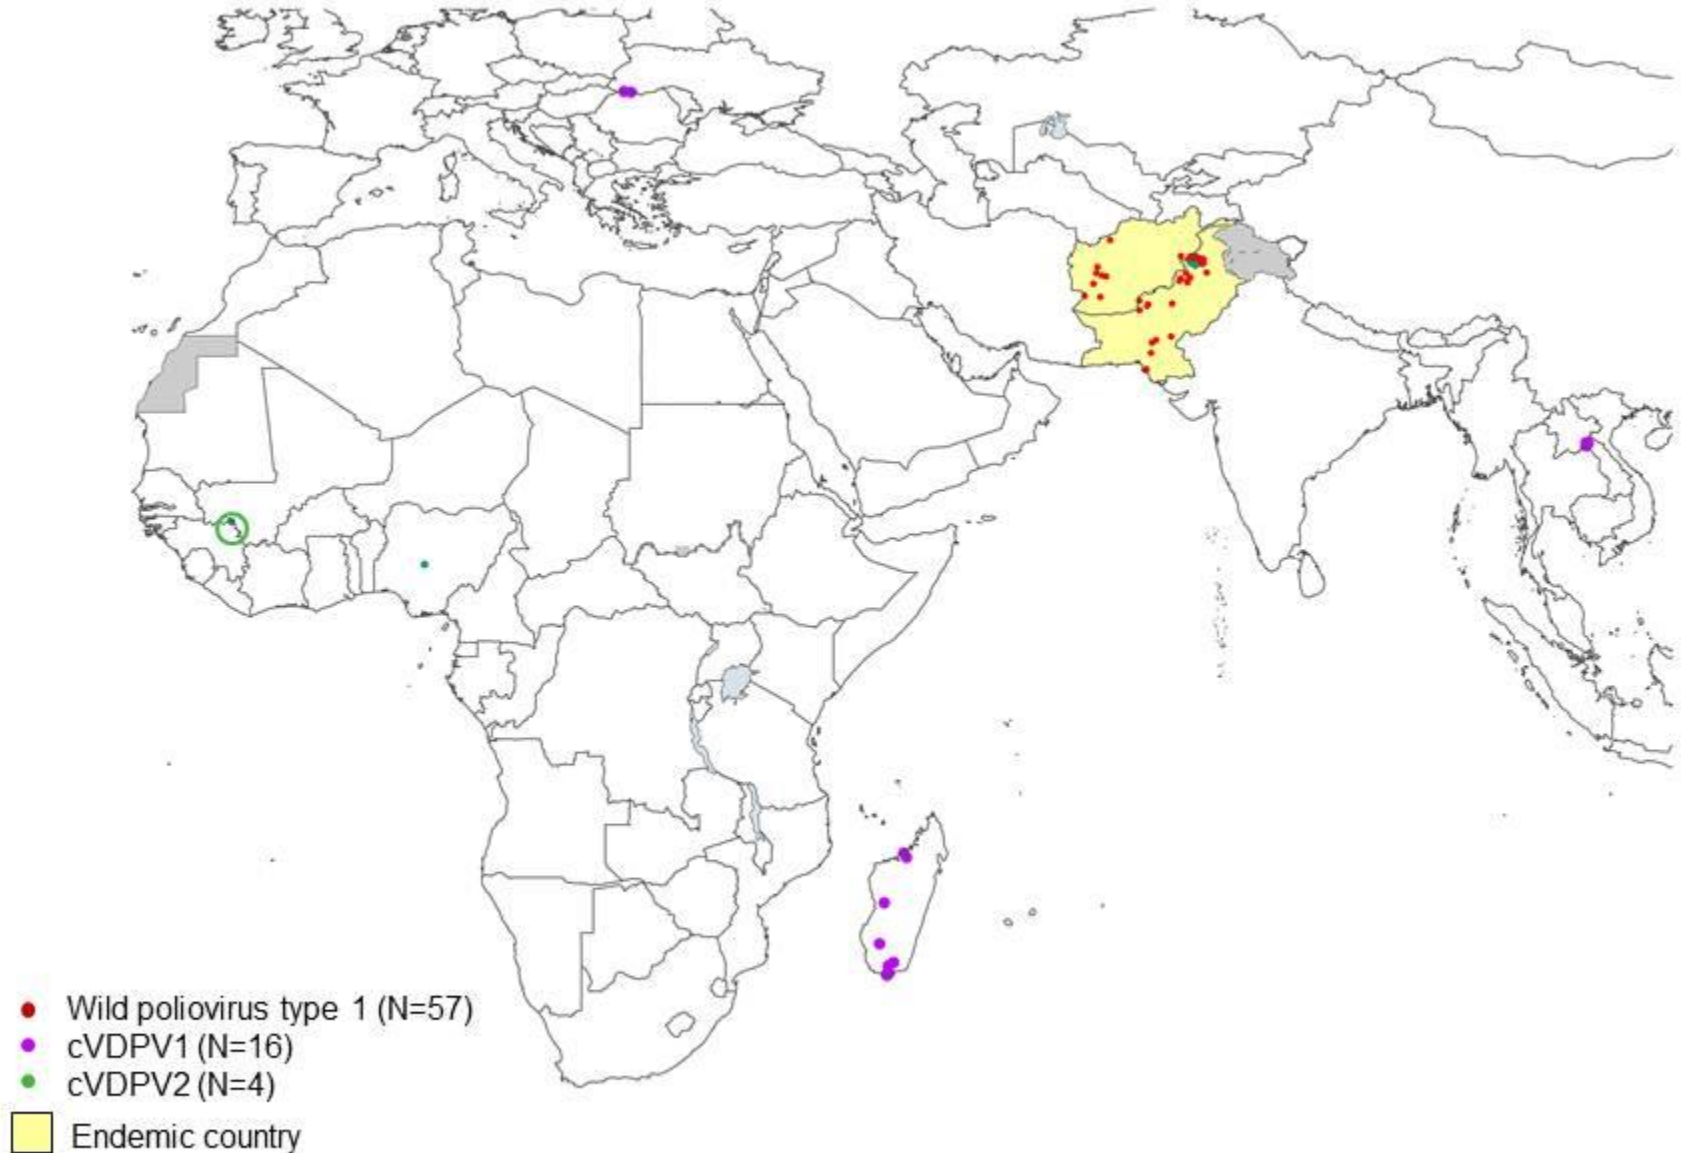 Wild poliovirus type 1 (N=57)
cVDPV1 (N=16)
cVDPV2 (N=4)
Endemic country